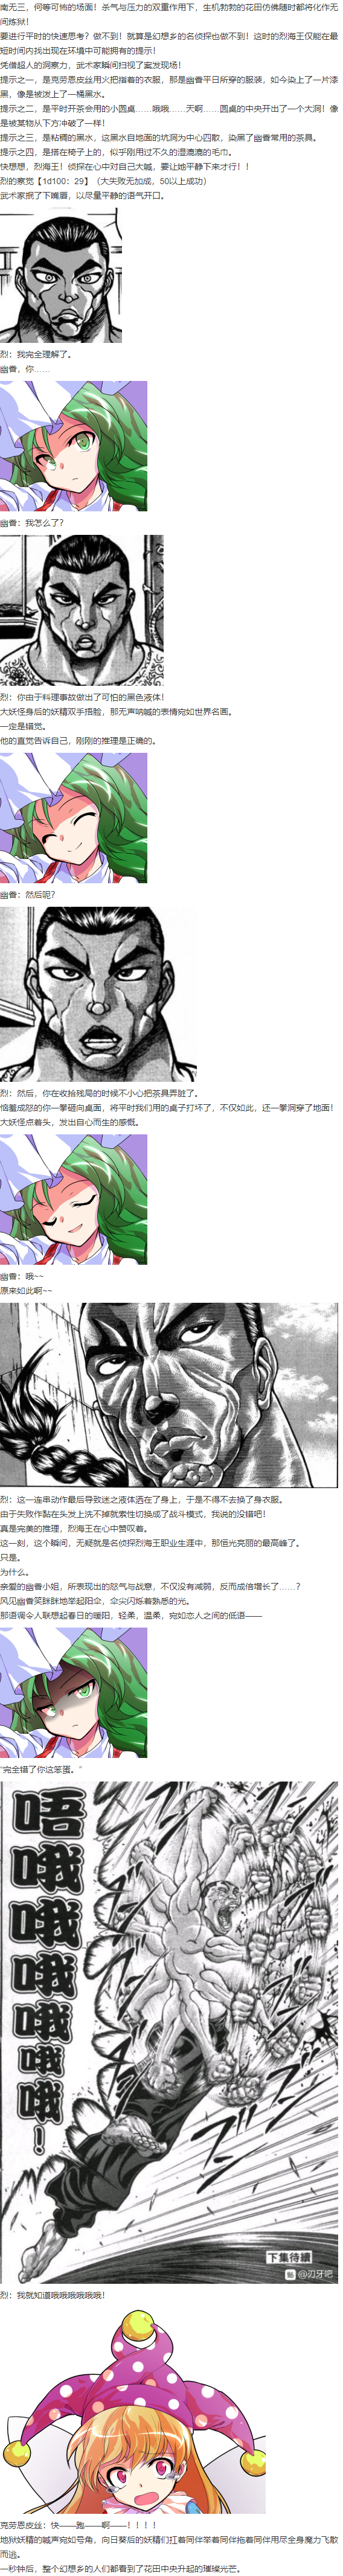 南无三，何等可怖的场面！杀气与压力的双重作用下，生机勃勃的花田仿佛随时都将化作无
间炼狱！
要进行平时的快速思考？做不到！就算是幻想乡的名侦探也做不到！这时的烈海王仅能在最
短时间内找出现在环境中可能拥有的提示！
凭借超人的洞察力，武术家瞬间扫视了案发现场！
提示之一，是克劳恩皮丝用火把指着的衣服，那是幽香平日所穿的服装，如今染上了一片漆
黑，像是被泼上了一桶黑水。
提示之二，是平时开茶会用的小圆桌……哦哦……天啊……圆桌的中央开出了一个大洞！像
是被某物从下方冲破了一样！
提示之三，是粘稠的黑水，这黑水自地面的坑洞为中心四散，染黑了幽香常用的茶具。
提示之四，是搭在椅子上的，似乎刚用过不久的湿漉漉的毛巾。
快想想，烈海王！侦探在心中对自己大喊，要让她平静下来才行！！
烈的察觉【1d100：29】（大失败无加成，50以上成功）
武术家抿了下嘴唇，以尽量平静的语气开口。
烈：我完全理解了。
幽香，你……
幽香：我怎么了？
烈：你由于料理事故做出了可怕的黑色液体！
大妖怪身后的妖精双手捂脸，那无声呐喊的表情宛如世界名画。
一定是错觉。
他的直觉告诉自己，刚刚的推理是正确的。
幽香：然后呢？
烈：然后，你在收拾残局的时候不小心把茶具弄脏了。
恼羞成怒的你一拳砸向桌面，将平时我们用的桌子打坏了，不仅如此，还一拳洞穿了地面！
大妖怪点着头，发出自心而生的感慨。
幽香：哦~~
原来如此啊~~
烈：这一连串动作最后导致迷之液体洒在了身上，于是不得不去换了身衣服。
由于失败作黏在头发上洗不掉就索性切换成了战斗模式，我说的没错吧！
真是完美的推理，烈海王在心中赞叹着。
这一刻，这个瞬间，无疑就是名侦探烈海王职业生涯中，那恒光亮丽的最高峰了。
只是。
为什么。
亲爱的幽香小姐，所表现出的怒气与战意，不仅没有减弱，反而成倍增长了……？
风见幽香笑眯眯地举起阳伞，伞尖闪烁着熟悉的光。
那语调令人联想起春日的暖阳，轻柔，温柔，宛如恋人之间的低语——
“完全错了你这笨蛋。”
唔哦哦哦哦哦哦！
下集待續
贴 @刃牙吧
烈：我就知道哦哦哦哦哦哦！
克劳恩皮丝：快——跑——啊——！！！！
地狱妖精的喊声宛如号角，向日葵后的妖精们扛着同伴举着同伴拖着同伴用尽全身魔力飞散
而逃。
一秒钟后，整个幻想乡的人们都看到了花田中央升起的璀璨光芒。